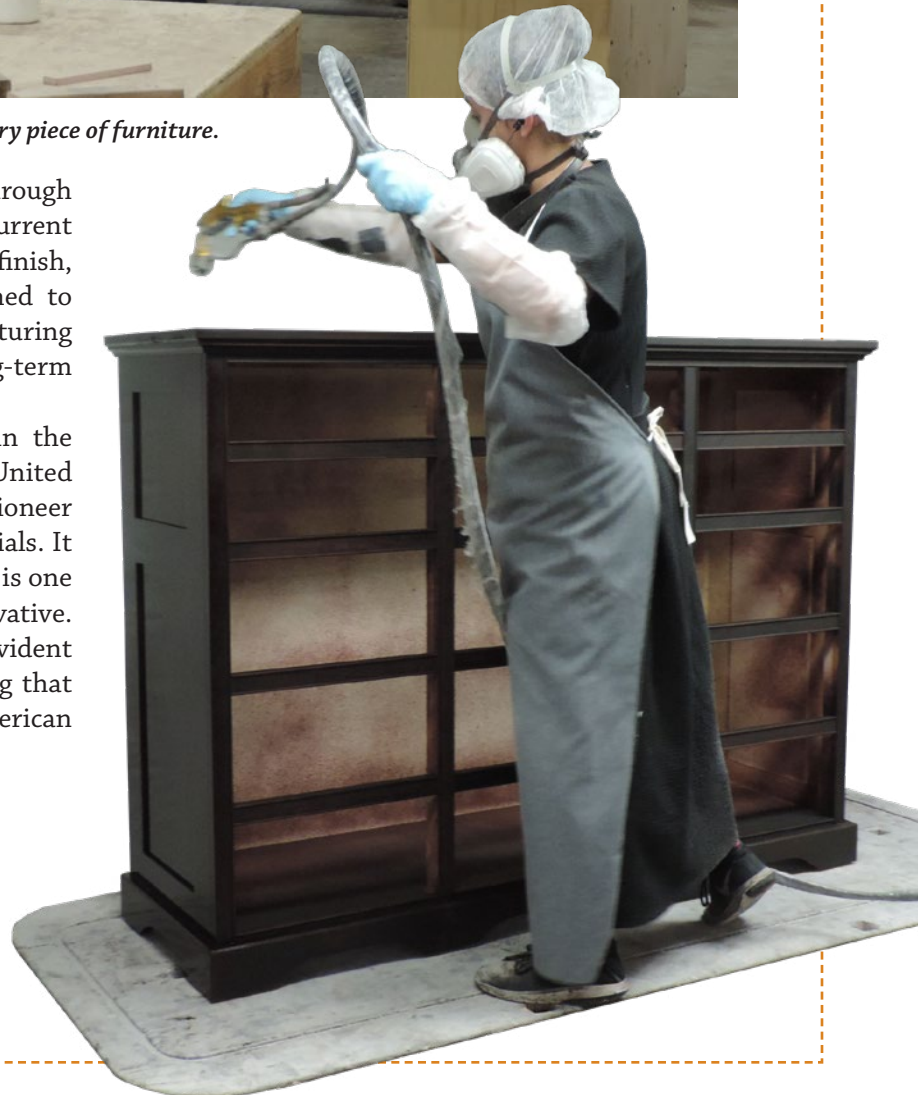 ry piece of furniture.
rough
urrent
finish,
ned to
turing
g-term
in the
United
ioneer
ials. It
is one
vative.
vident
g that
erican